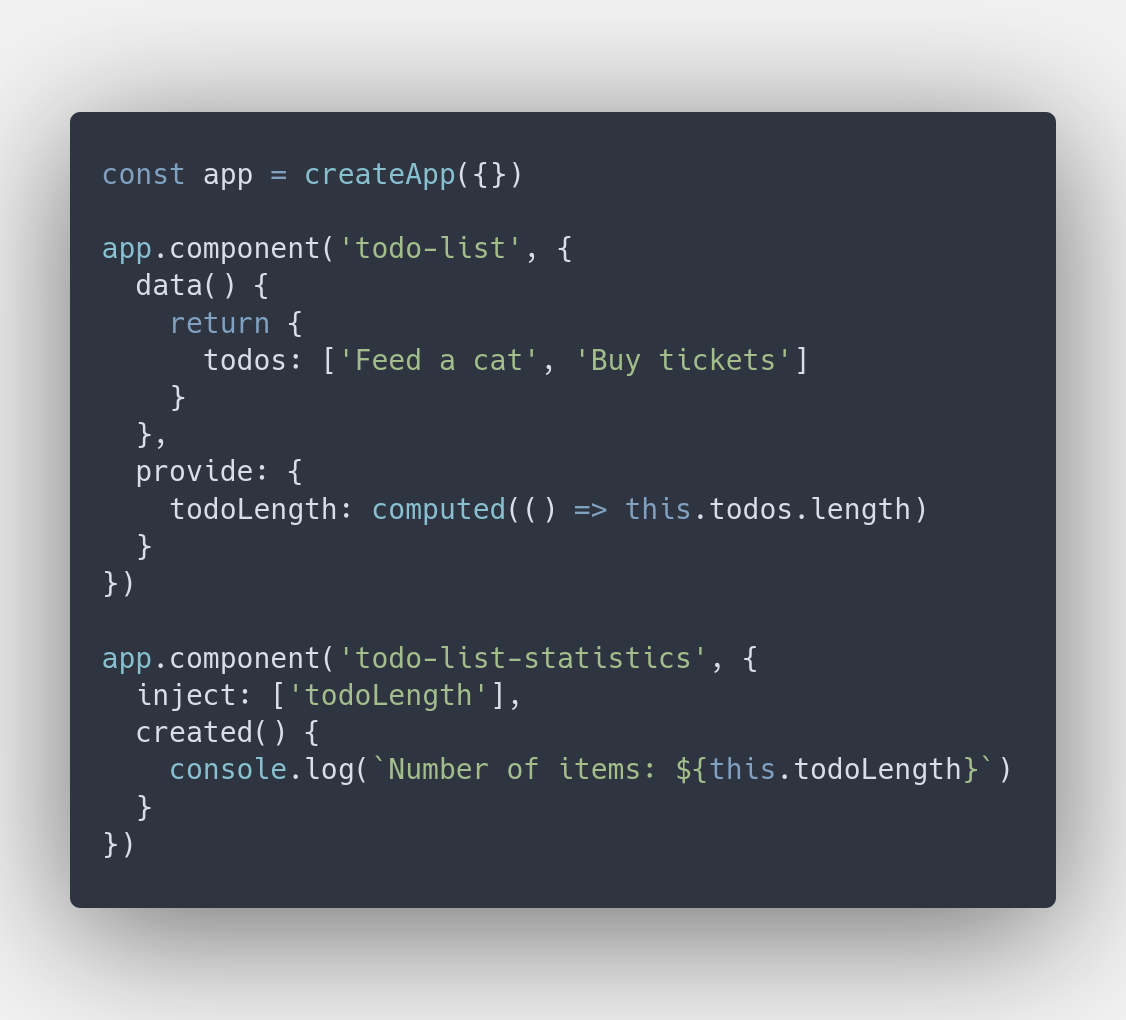 const app = createApp({})

app.component('todo-list', {
  data() {
    return {
      todos: ['Feed a cat', 'Buy tickets']
    }
  },
  provide: {
    todoLength: computed(() => this.todos.length)
  }
})

app.component('todo-list-statistics', {
  inject: ['todoLength'],
  created() {
    console.log(`Number of items: ${this.todoLength}`)
  }
})